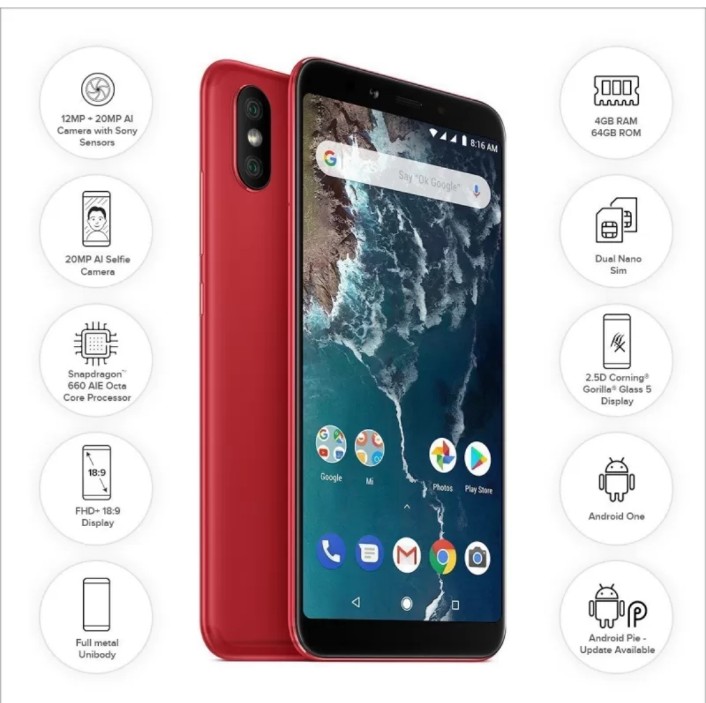 12MP + 20MP AI
Camera with Sony
Sensors
20MP AI Selfie
Camera
Snapdragon™
660 AIE Octa
Core Processor
18:9
FHD+ 18:9
Display
Full metal
Unibody
8:16 AM
G
Say "Ok Google"
Google
Mi
Photos
Play Store
4GB RAM
64GB ROM
Dual Nano
Sim
2.5D Corning®
Gorilla® Glass 5
Display
Android One
Android Pie -
Update Available